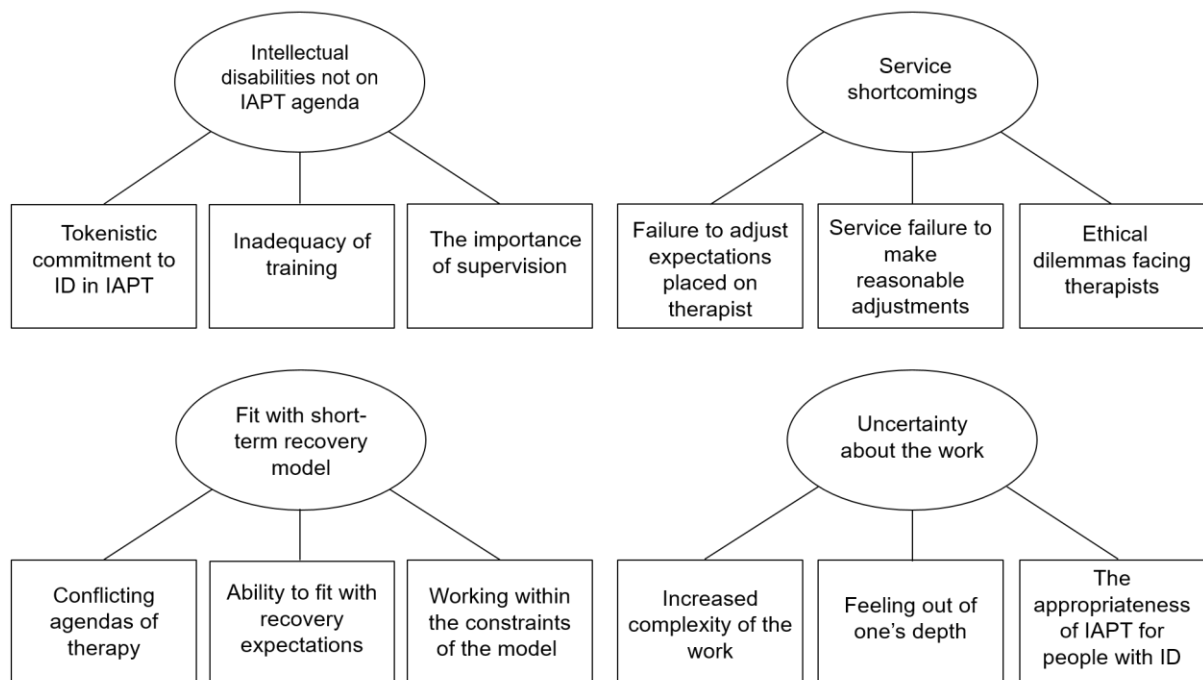 Intellectual
disabilities not on
IAPT agenda
Service
shortcomings
Tokenistic
commitment to
ID in IAPT
Inadequacy of
training
The importance
of supervision
Failure to adjust
expectations
placed on
therapist
Service failure to
make
reasonable
adjustments
Ethical
dilemmas facing
therapists
Fit with short-
term recovery
model
Uncertainty
about the work
Conflicting
agendas of
therapy
Ability to fit with
recovery
expectations
Working within
the constraints
of the model
Increased
complexity of the
work
Feeling out of
one’s depth
The
appropriateness
of IAPT for
people with ID